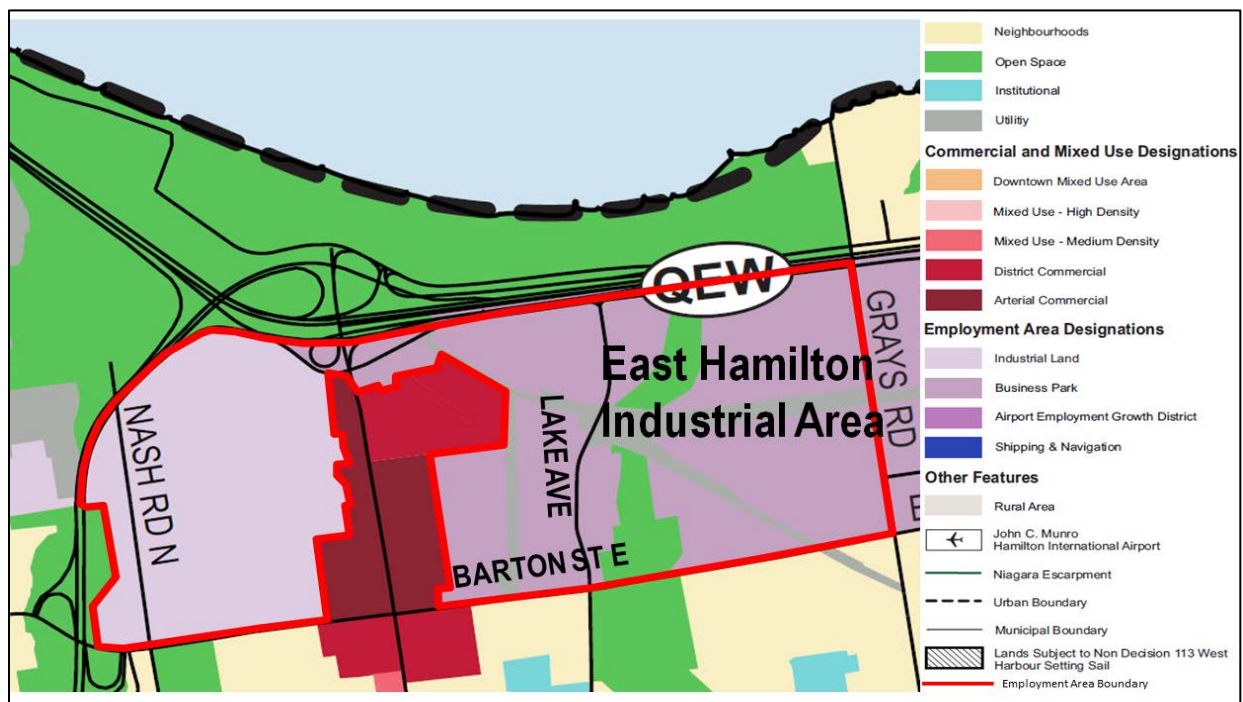 QEW
GRAYS RD
East Hamilton
Industrial Area
LAKE AVE
NASH RD N
BARTON ST E
E
Neighbourhoods
Open Space
Institutional
Utilitiy
Commercial and Mixed Use Designations
Downtown Mixed Use Area
Mixed Use - High Density
Mixed Use - Medium Density
District Commercial
Arterial Commercial
Employment Area Designations
Industrial Land
Business Park
Airport Employment Growth District
Shipping & Navigation
Other Features
Rural Area
John C. Munro
Hamilton International Airport
Niagara Escarpment
Urban Boundary
Municipal Boundary
Lands Subject to Non Decision 113 West
Harbour Setting Sail
Employment Area Boundary